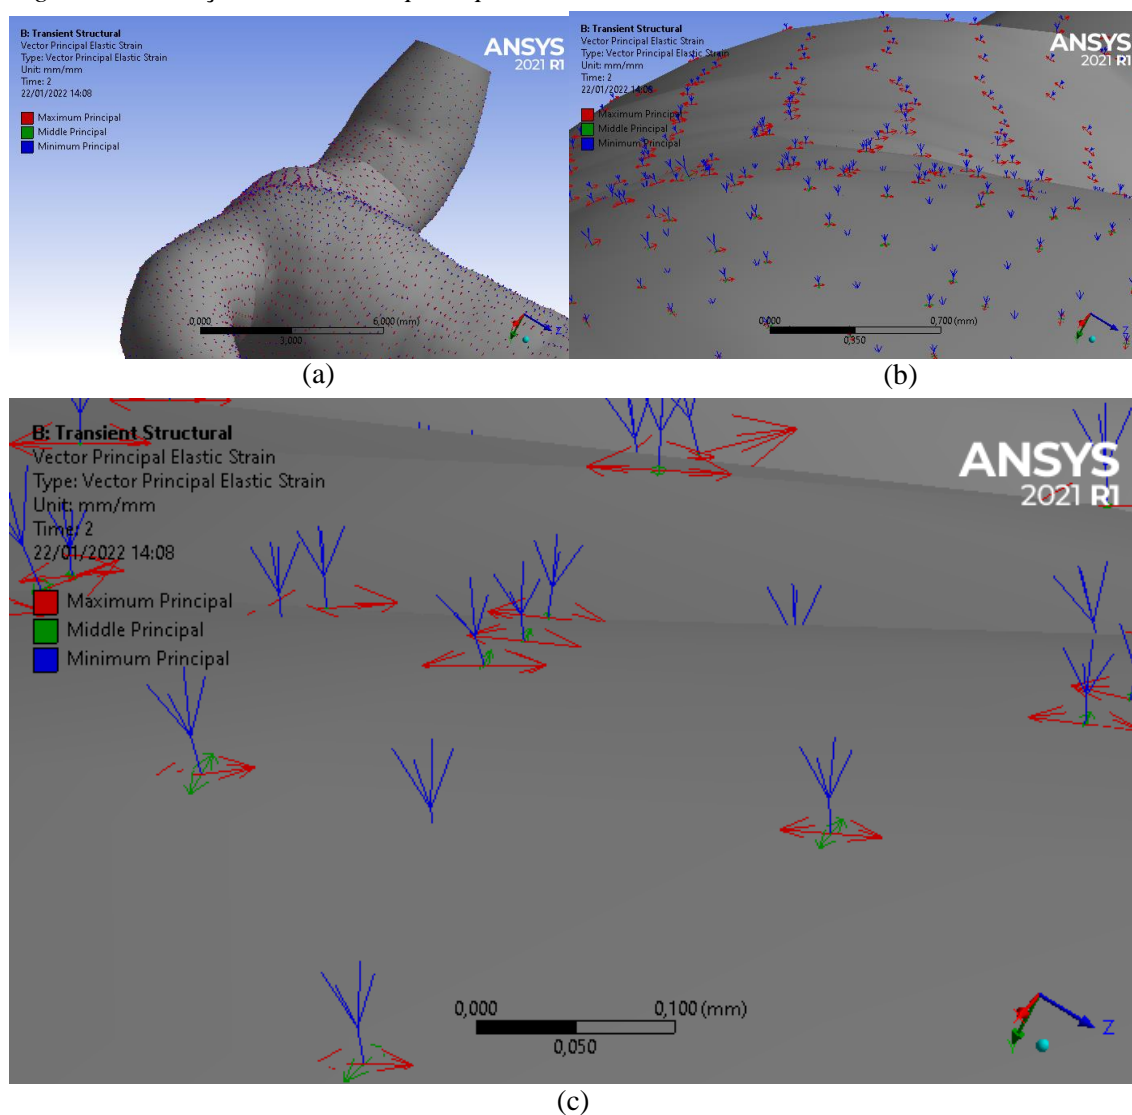 B: Transient Structural
Vector Principal Elastic Strain
Type: Vector Principal Elastic Strain
Unit: mm/mm
Time: 2
22/01/2022 14:08
Maximum Principal
Middle Principal
Minimum Principal
ANSYS
2021 R1
0,000
6,000 (mm)
3,000
Z
(a)
B: Transient Structural
Vector Principal Elastic Strain
Type: Vector Principal Elastic Strain
Unit: mm/mm
Time: 2
22/01/2022 14:08
Maximum Principal
Middle Principal
Minimum Principal
ANSYS
2021 R1
0,000
0,700 (mm)
0,350
Z
(b)
B: Transient Structural
Vector Principal Elastic Strain
Type: Vector Principal Elastic Strain
Unit: mm/mm
Time: 2
22/01/2022 14:08
Maximum Principal
Middle Principal
Minimum Principal
ANSYS
2021 R1
0,000
0,100 (mm)
0,050
Z
(c)